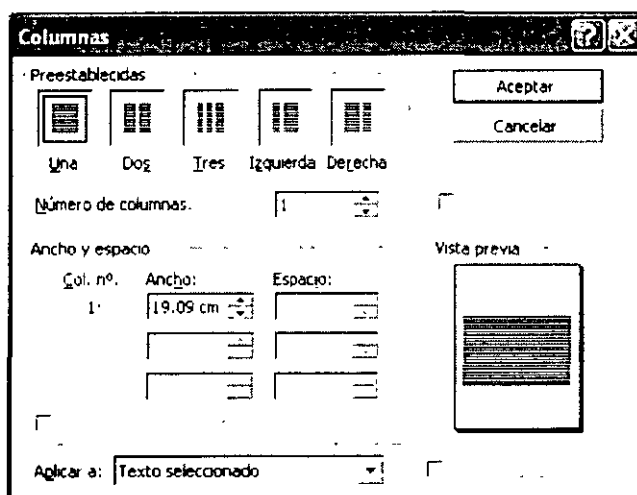 Columnas
Preestablecidas
Aceptar
Cancelar
Una Dos Tres Izquierda Derecha
Número de columnas. 1
Ancho y espacio Vista previa
Col. nº. Ancho: Espacio:
1: 19.09 cm
Aplicar a: Texto seleccionado